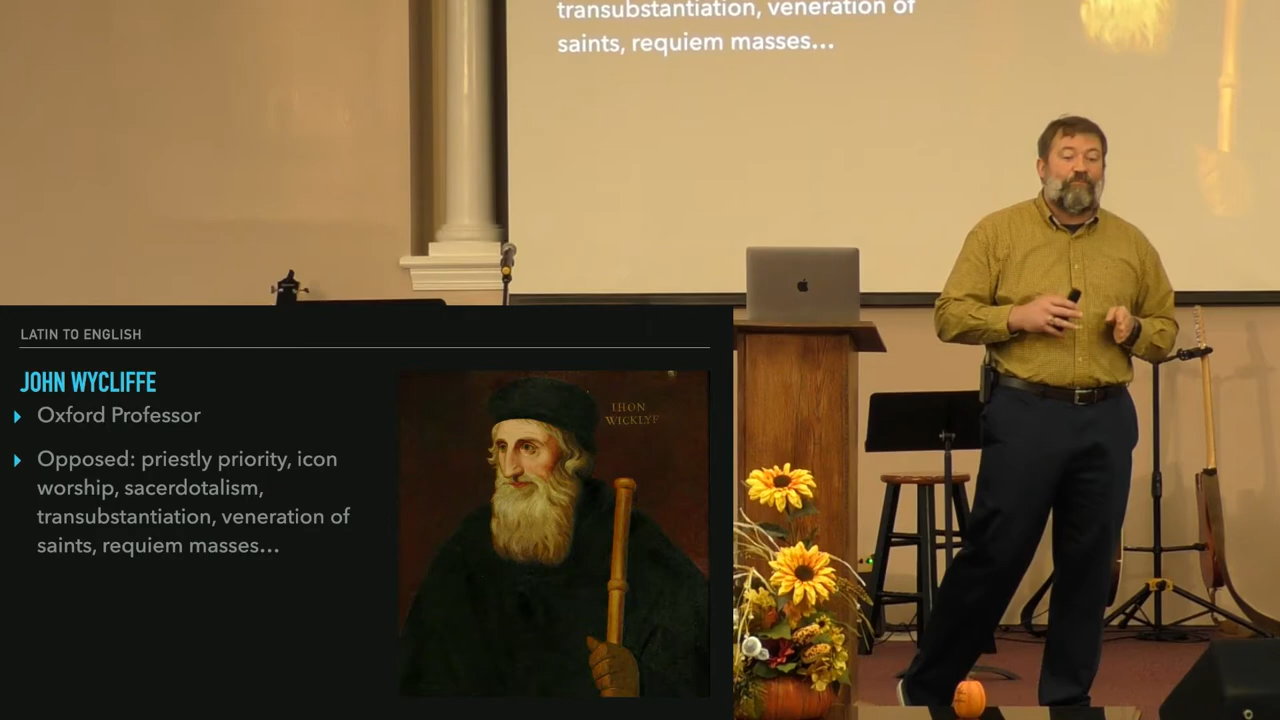 transubstantiation, veneration of
saints, requiem masses...
LATIN TO ENGLISH
JOHN WYCLIFFE
Oxford Professor
Opposed: priestly priority, icon
worship, sacerdotalism,
transubstantiation, veneration of
saints, requiem masses...
IHON
WICKLYF